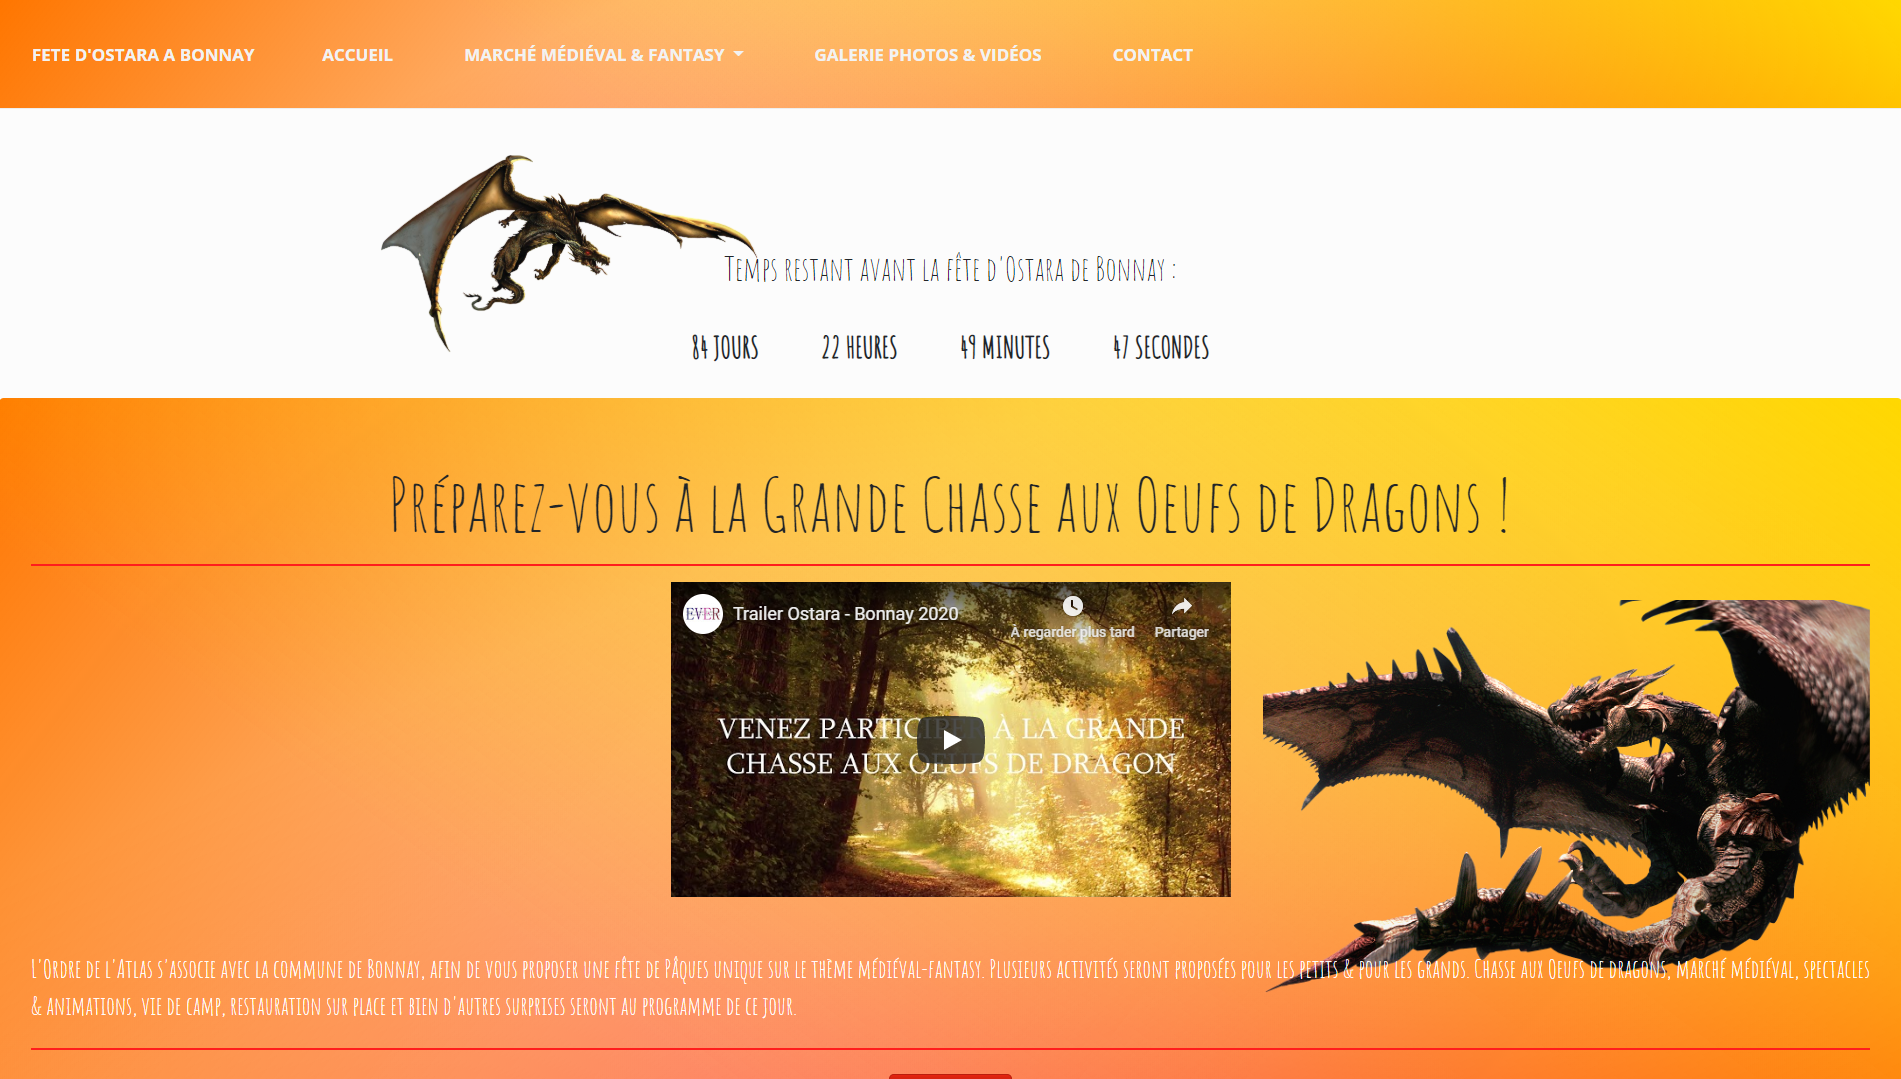 FETE D'OSTARA A BONNAY ACCUEIL MARCHÉ MÉDIÉVAL & FANTASY GALERIE PHOTOS & VIDÉOS CONTACT
Temps restant avant la fête d'Ostara de Bonnay :
84 JOURS 22 HEURES 49 MINUTES 47 SECONDES
Préparez-vous à la Grande Chasse aux Oeufs de Dragons !
EVER Trailer Ostara - Bonnay 2020
À regarder plus tard Partager
VENEZ PARTICIPER À LA GRANDE
CHASSE AUX OEUFS DE DRAGON
L'Ordre de l'Atlas s'associe avec la commune de Bonnay, afin de vous proposer une fête de Pâques unique sur le thème médiéval-fantasy. Plusieurs activités seront proposées pour les petits & pour les grands. Chasse aux Oeufs de dragons, marché médiéval, spectacles
& animations, vie de camp, restauration sur place et bien d'autres surprises seront au programme de ce jour.